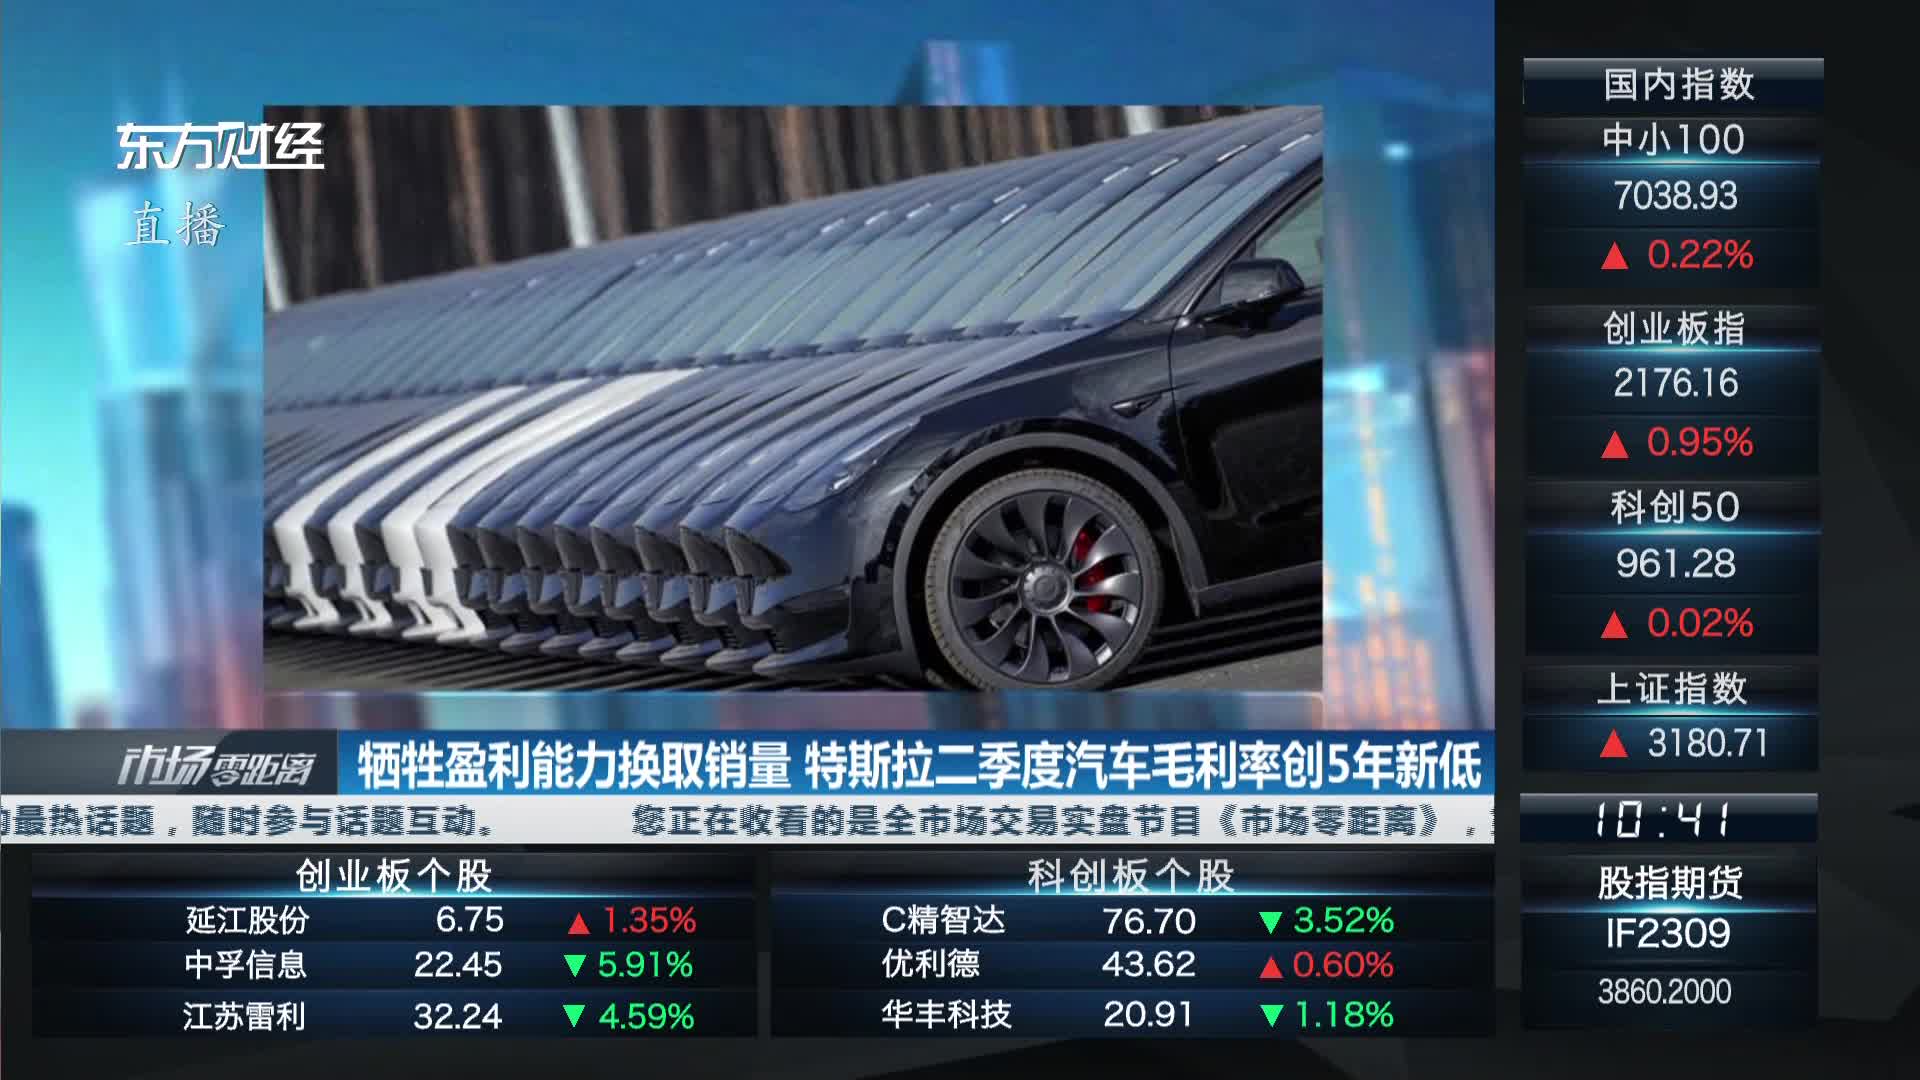 东方财经
直播
国内指数
中小100
7038.93
▲ 0.22%
创业板指
2176.16
▲ 0.95%
科创50
961.28
▲ 0.02%
上证指数
▲ 3180.71
10:41
股指期货
IF2309
3860.2000
市场零距离
牺牲盈利能力换取销量 特斯拉二季度汽车毛利率创5年新低
最热话题，随时参与话题互动。 您正在收看的是全市场交易实盘节目《市场零距离》，
创业板个股
延江股份 6.75 ▲ 1.35%
中孚信息 22.45 ▼ 5.91%
江苏雷利 32.24 ▼ 4.59%
科创板个股
C精智达 76.70 ▼ 3.52%
优利德 43.62 ▲ 0.60%
华丰科技 20.91 ▼ 1.18%